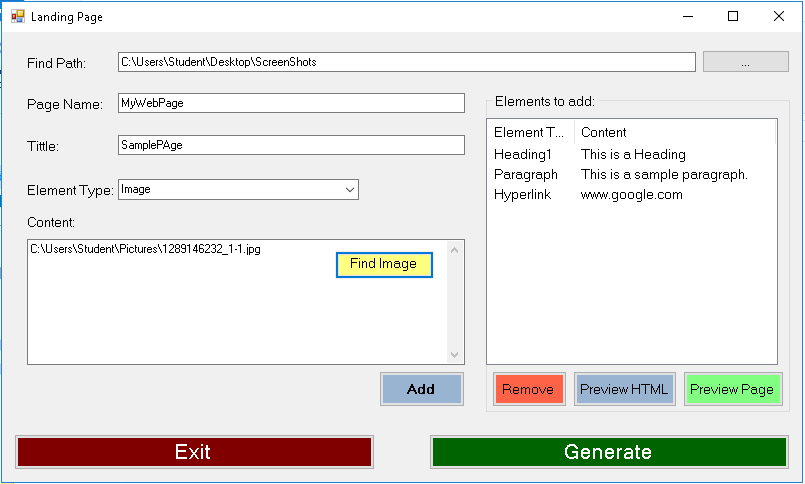 Landing Page
Find Path: C:\Users\Student\Desktop\ScreenShots ...
Page Name: MyWebPage
Tittle: SamplePAge
Element Type: Image
Content:
C:\Users\Student\Pictures\1289146232_1-1.jpg
Find Image
Add
Elements to add:
Element T... Content
Heading1 This is a Heading
Paragraph This is a sample paragraph.
Hyperlink www.google.com
Remove Preview HTML Preview Page
Exit Generate